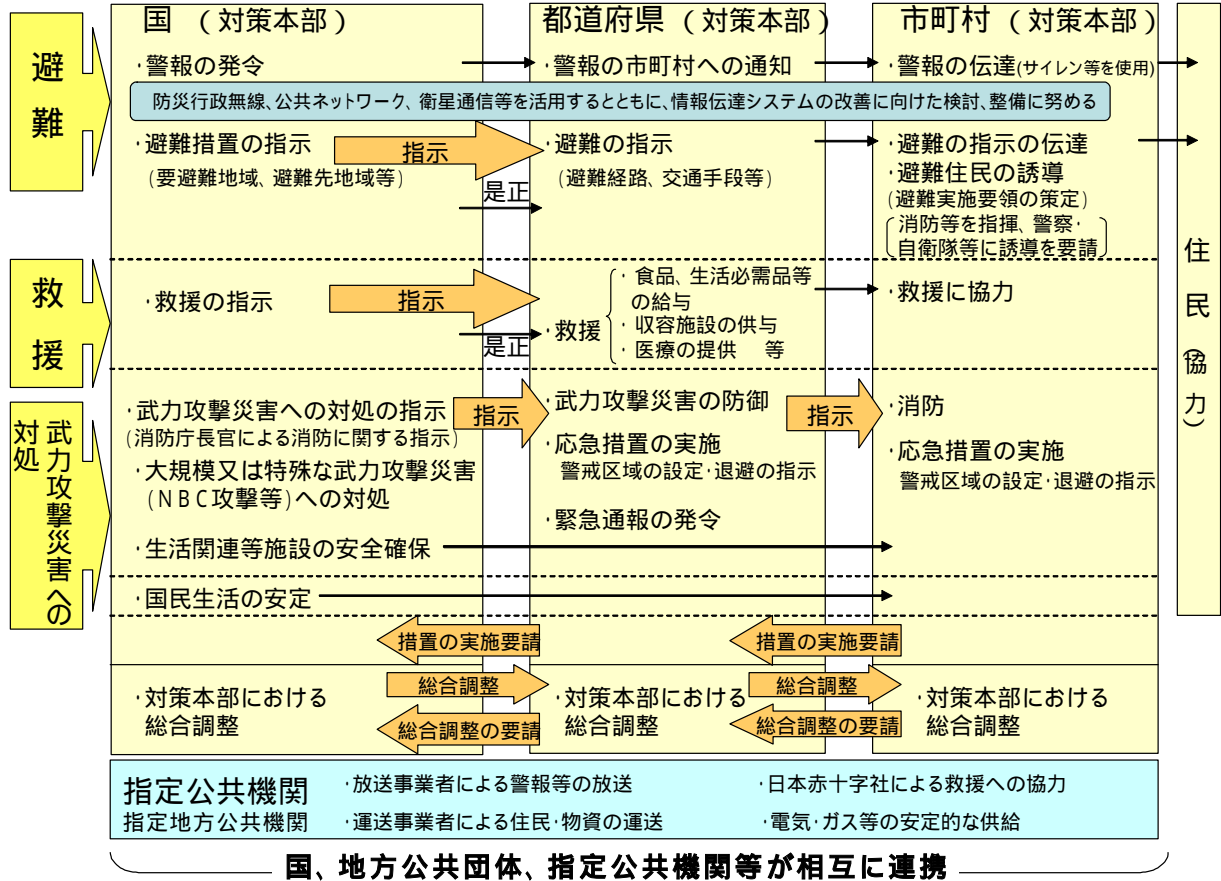 国 (対策本部)
都道府県 (対策本部)
市町村 (対策本部)
避難
・警報の発令
・警報の市町村への通知
・警報の伝達(サイレン等を使用)
防災行政無線、公共ネットワーク、衛星通信等を活用するとともに、情報伝達システムの改善に向けた検討、整備に努める
・避難措置の指示
(要避難地域、避難先地域等)
指示
是正
・避難の指示
(避難経路、交通手段等)
・避難の指示の伝達
・避難住民の誘導
(避難実施要領の策定)
消防等を指揮、警察・
自衛隊等に誘導を要請
住民(協力)
救援
・救援の指示
指示
是正
・救援
・食品、生活必需品等
の給与
・収容施設の供与
・医療の提供 等
・救援に協力
武力攻撃災害への
対処
・武力攻撃災害への対処の指示
(消防庁長官による消防に関する指示)
・大規模又は特殊な武力攻撃災害
(NBC攻撃等)への対処
指示
・武力攻撃災害の防御
・応急措置の実施
警戒区域の設定・退避の指示
・緊急通報の発令
指示
・消防
・応急措置の実施
警戒区域の設定・退避の指示
・生活関連等施設の安全確保
・国民生活の安定
措置の実施要請
措置の実施要請
・対策本部における
総合調整
総合調整
総合調整の要請
・対策本部における
総合調整
総合調整
総合調整の要請
・対策本部における
総合調整
指定公共機関
指定地方公共機関
・放送事業者による警報等の放送
・日本赤十字社による救援への協力
・運送事業者による住民・物資の運送
・電気・ガス等の安定的な供給
国、地方公共団体、指定公共機関等が相互に連携